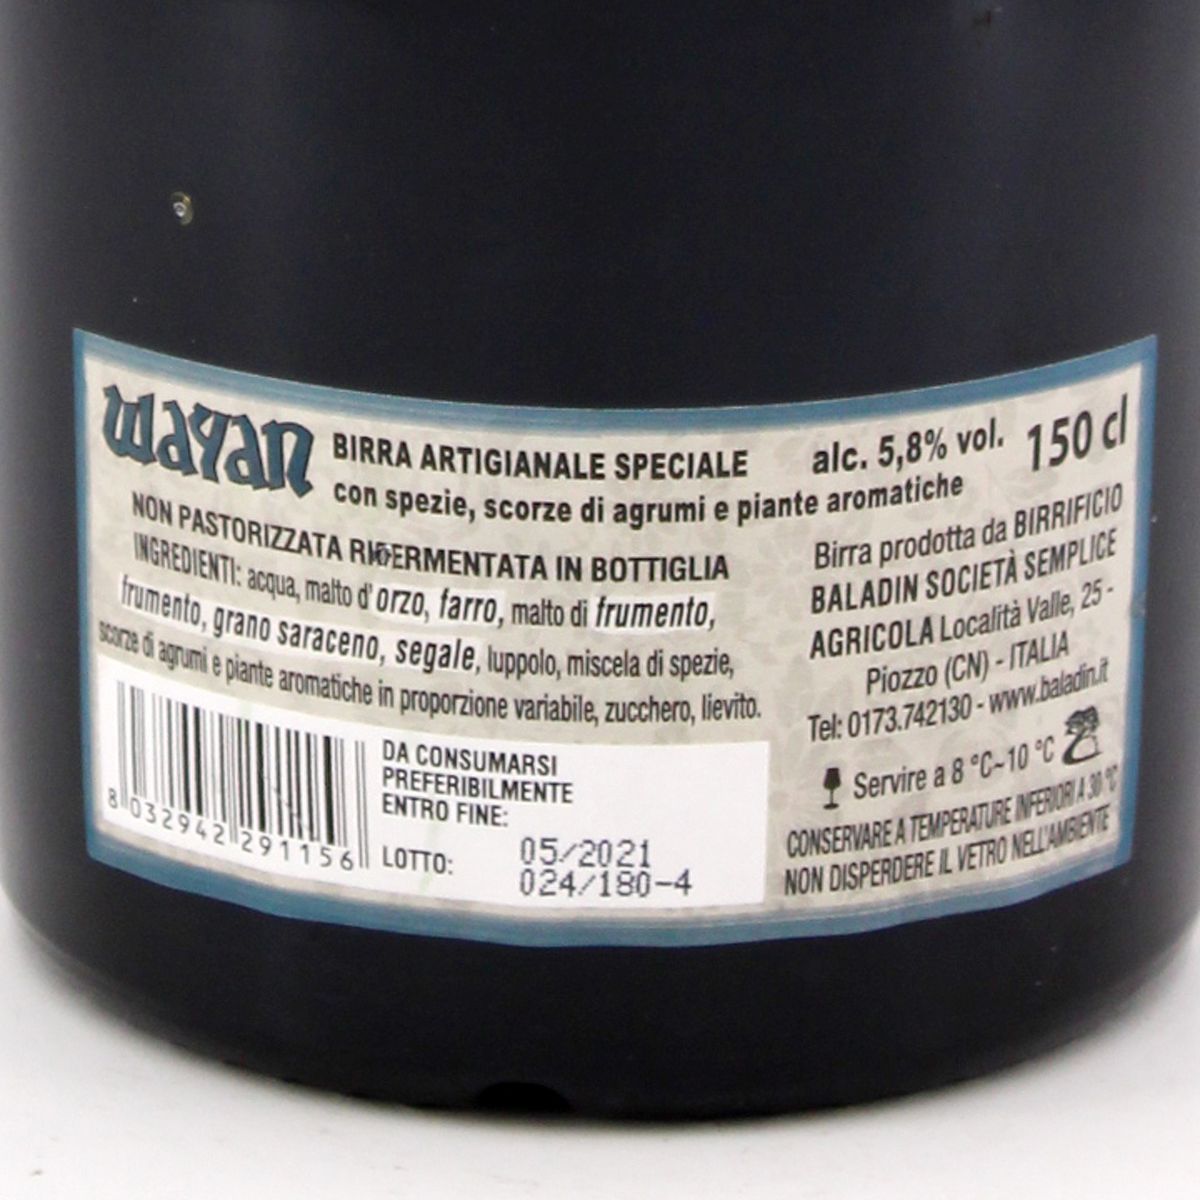 WAYAN
BIRRA ARTIGIANALE SPECIALE
con spezie, scorze di agrumi e piante aromatiche
NON PASTORIZZATA RIFERMENTATA IN BOTTIGLIA
INGREDIENTI: acqua, malto d'orzo, farro, malto di frumento,
frumento, grano saraceno, segale, luppolo, miscela di spezie,
scorze di agrumi e piante aromatiche in proporzione variabile, zucchero, lievito.
8 032942 291156
DA CONSUMARSI
PREFERIBILMENTE
ENTRO FINE:
05/2021
LOTTO: 024/180-4
alc. 5,8% vol. 150 cl
Birra prodotta da BIRRIFICIO
BALADIN SOCIETÀ SEMPLICE
AGRICOLA Località Valle, 25 -
Piozzo (CN) - ITALIA
Tel: 0173.742130 - www.baladin.it
Servire a 8 °C~10 °C
CONSERVARE A TEMPERATURE INFERIORI A 30 °C
NON DISPERDERE IL VETRO NELL'AMBIENTE